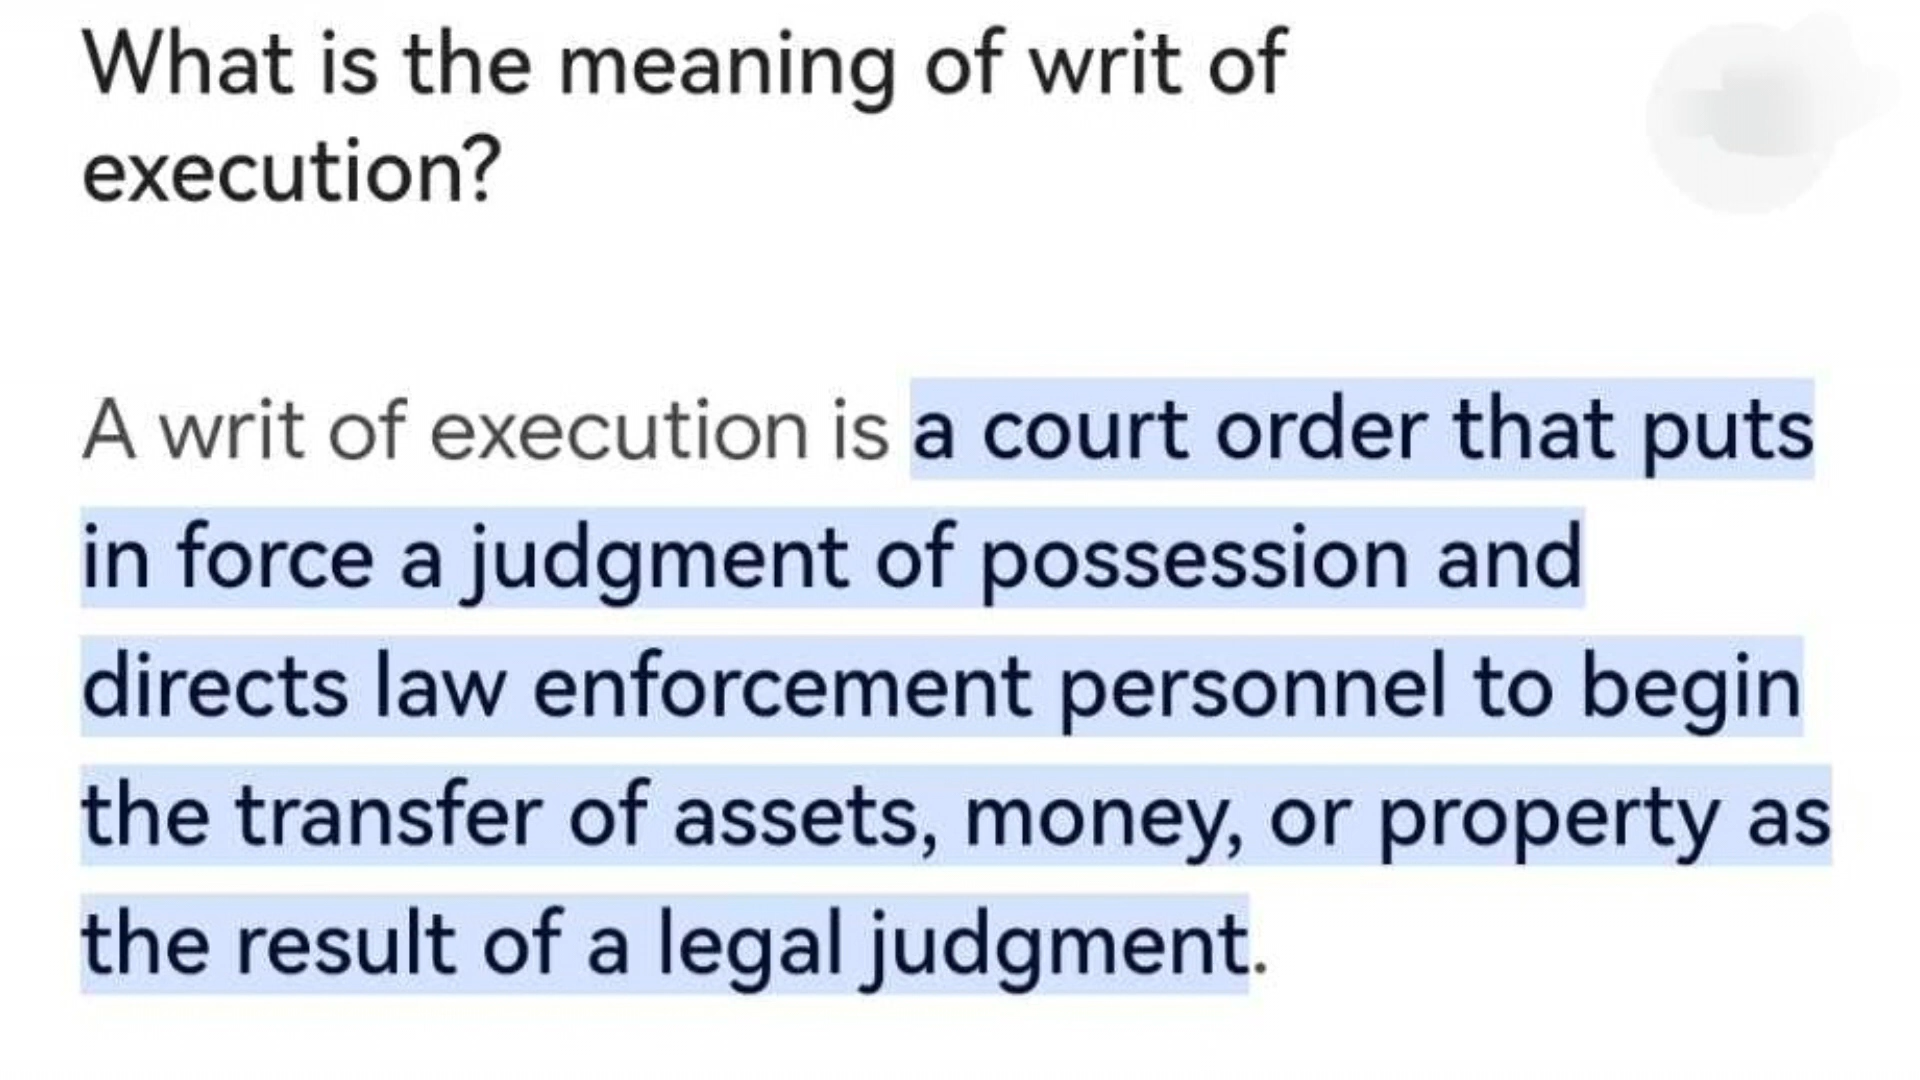 What is the meaning of writ of
execution?
A writ of execution is a court order that puts
in force a judgment of possession and
directs law enforcement personnel to begin
the transfer of assets, money, or property as
the result of a legal judgment.